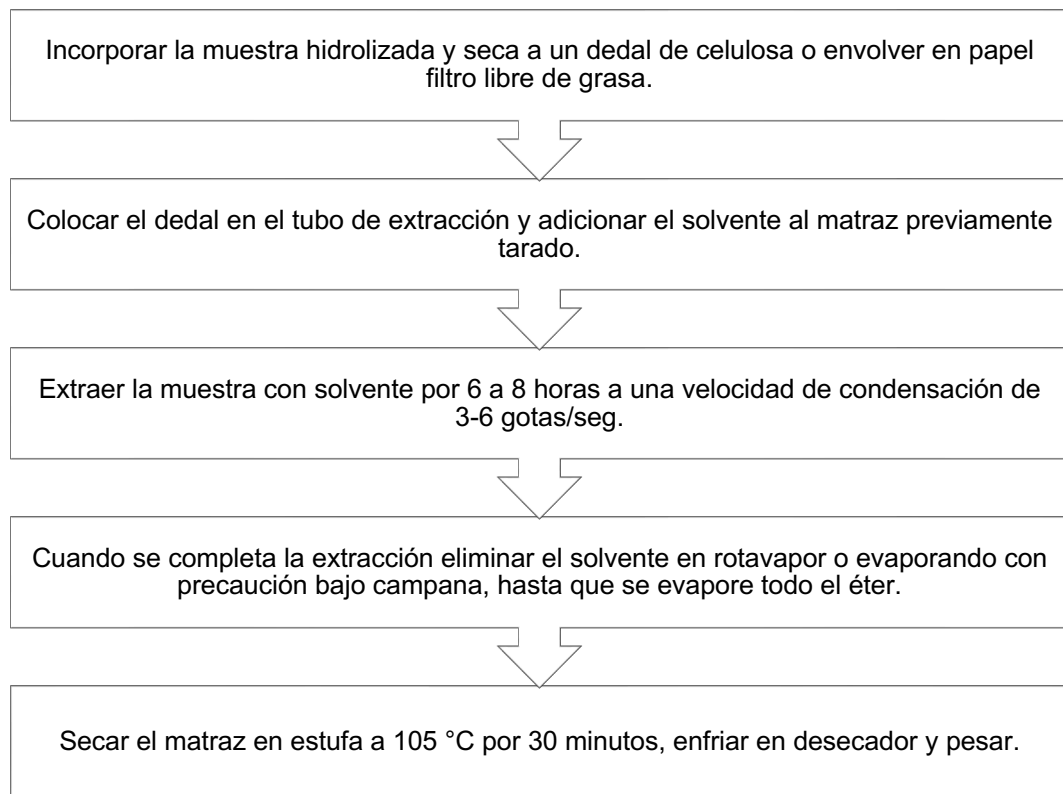 Incorporar la muestra hidrolizada y seca a un dedal de celulosa o envolver en papel
filtro libre de grasa.
Colocar el dedal en el tubo de extracción y adicionar el solvente al matraz previamente
tarado.
Extraer la muestra con solvente por 6 a 8 horas a una velocidad de condensación de
3-6 gotas/seg.
Cuando se completa la extracción eliminar el solvente en rotavapor o evaporando con
precaución bajo campana, hasta que se evapore todo el éter.
Secar el matraz en estufa a 105 °C por 30 minutos, enfriar en desecador y pesar.